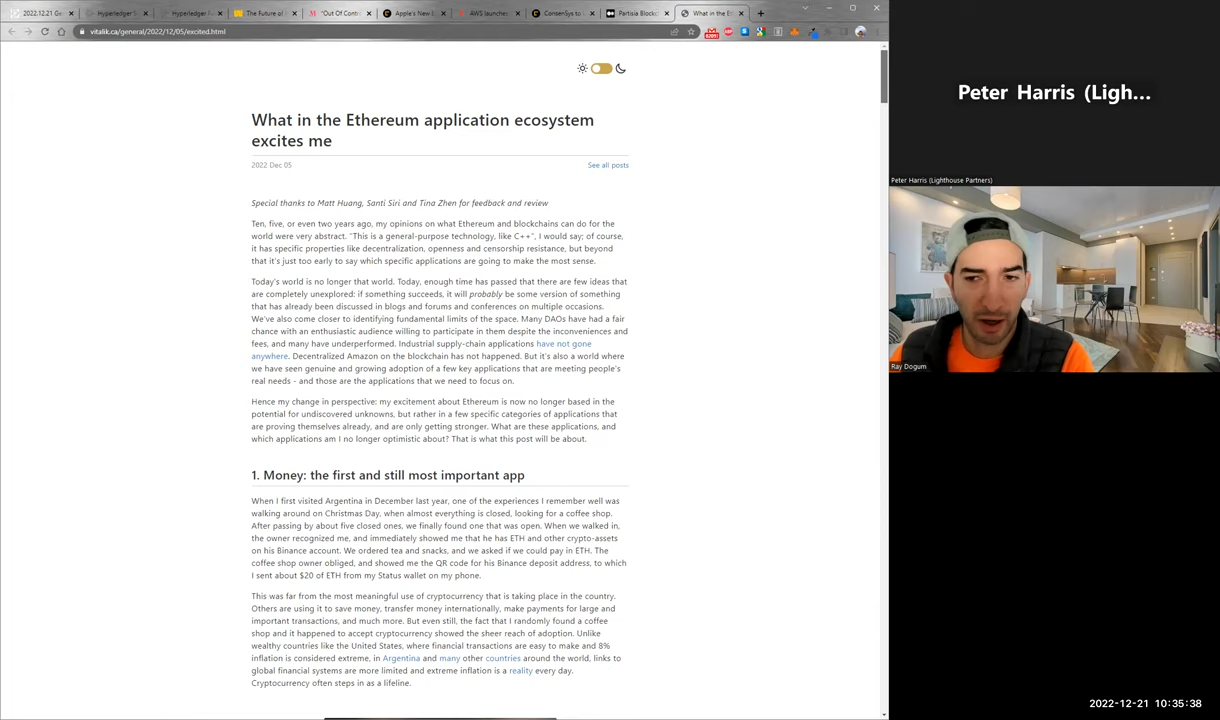 2022.12.21 Ge
Hyperledger
Hyperledger
The Future of
"Out Of Contr
Apple's New
AWS launches
ConsenSys to
Partisia Blockc
What in the Et
vitalik.ca/general/2022/12/05/excited.html
What in the Ethereum application ecosystem
excites me
2022 Dec 05
See all posts
Special thanks to Matt Huang, Santi Siri and Tina Zhen for feedback and review
Ten, five, or even two years ago, my opinions on what Ethereum and blockchains can do for the
world were very abstract. "This is a general-purpose technology, like C++", I would say; of course,
it has specific properties like decentralization, openness and censorship resistance, but beyond
that it's just too early to say which specific applications are going to make the most sense.
Today's world is no longer that world. Today, enough time has passed that there are few ideas that
are completely unexplored: if something succeeds, it will probably be some version of something
that has already been discussed in blogs and forums and conferences on multiple occasions.
We've also come closer to identifying fundamental limits of the space. Many DAOs have had a fair
chance with an enthusiastic audience willing to participate in them despite the inconveniences and
fees, and many have underperformed. Industrial supply-chain applications have not gone
anywhere. Decentralized Amazon on the blockchain has not happened. But it's also a world where
we have seen genuine and growing adoption of a few key applications that are meeting people's
real needs - and those are the applications that we need to focus on.
Hence my change in perspective: my excitement about Ethereum is now no longer based in the
potential for undiscovered unknowns, but rather in a few specific categories of applications that
are proving themselves already, and are only getting stronger. What are these applications, and
which applications am I no longer optimistic about? That is what this post will be about.
1. Money: the first and still most important app
When I first visited Argentina in December last year, one of the experiences I remember well was
walking around on Christmas Day, when almost everything is closed, looking for a coffee shop.
After passing by about five closed ones, we finally found one that was open. When we walked in,
the owner recognized me, and immediately showed me that he has ETH and other crypto-assets
on his Binance account. We ordered tea and snacks, and we asked if we could pay in ETH. The
coffee shop owner obliged, and showed me the QR code for his Binance deposit address, to which
I sent about $20 of ETH from my Status wallet on my phone.
This was far from the most meaningful use of cryptocurrency that is taking place in the country.
Others are using it to save money, transfer money internationally, make payments for large and
important transactions, and much more. But even still, the fact that I randomly found a coffee
shop and it happened to accept cryptocurrency showed the sheer reach of adoption. Unlike
wealthy countries like the United States, where financial transactions are easy to make and 8%
inflation is considered extreme, in Argentina and many other countries around the world, links to
global financial systems are more limited and extreme inflation is a reality every day.
Cryptocurrency often steps in as a lifeline.
Peter Harris (Ligh...
Peter Harris (Lighthouse Partners)
Ray Dogum
2022-12-21 10:35:38